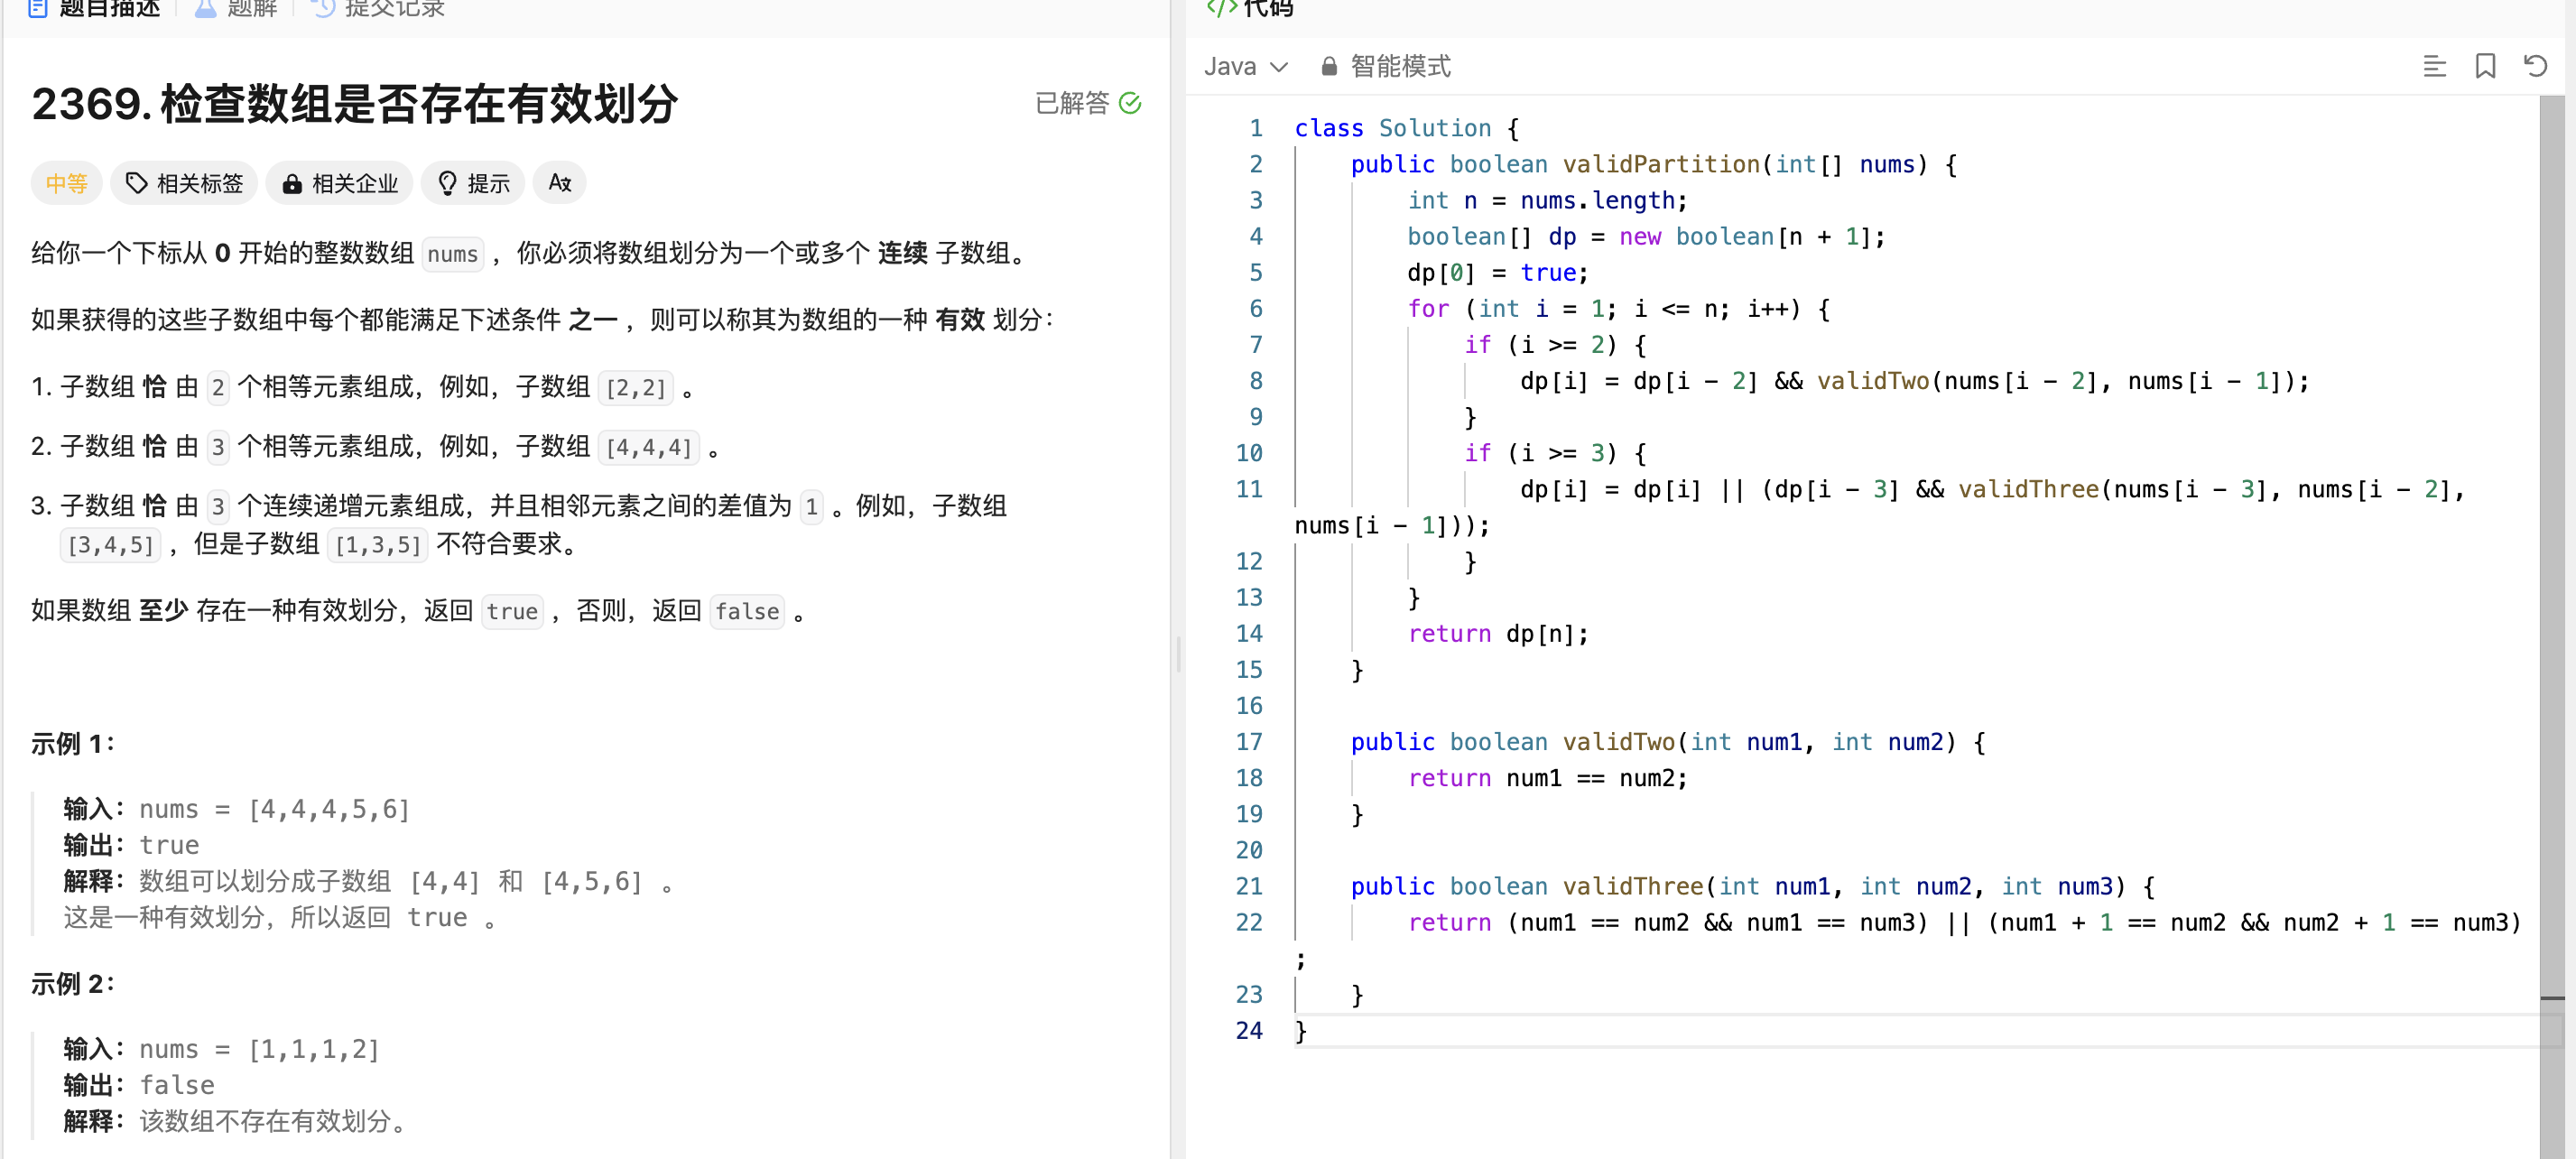 题目描述 题解 提交记录
2369. 检查数组是否存在有效划分
已解答
中等 相关标签 相关企业 提示
给你一个下标从 0 开始的整数数组 nums ，你必须将数组划分为一个或多个 连续 子数组。
如果获得的这些子数组中每个都能满足下述条件 之一 ，则可以称其为数组的一种 有效 划分：
1. 子数组 恰 由 2 个相等元素组成，例如，子数组 [2,2] 。
2. 子数组 恰 由 3 个相等元素组成，例如，子数组 [4,4,4] 。
3. 子数组 恰 由 3 个连续递增元素组成，并且相邻元素之间的差值为 1 。例如，子数组
[3,4,5] ，但是子数组 [1,3,5] 不符合要求。
如果数组 至少 存在一种有效划分，返回 true ，否则，返回 false 。
示例 1：
输入：nums = [4,4,4,5,6]
输出：true
解释：数组可以划分成子数组 [4,4] 和 [4,5,6] 。
这是一种有效划分，所以返回 true 。
示例 2：
输入：nums = [1,1,1,2]
输出：false
解释：该数组不存在有效划分。
</> 代码
Java 智能模式
1 class Solution {
2 public boolean validPartition(int[] nums) {
3 int n = nums.length;
4 boolean[] dp = new boolean[n + 1];
5 dp[0] = true;
6 for (int i = 1; i <= n; i++) {
7 if (i >= 2) {
8 dp[i] = dp[i - 2] && validTwo(nums[i - 2], nums[i - 1]);
9 }
10 if (i >= 3) {
11 dp[i] = dp[i] || (dp[i - 3] && validThree(nums[i - 3], nums[i - 2],
nums[i - 1]));
12 }
13 }
14 return dp[n];
15 }
16
17 public boolean validTwo(int num1, int num2) {
18 return num1 == num2;
19 }
20
21 public boolean validThree(int num1, int num2, int num3) {
22 return (num1 == num2 && num1 == num3) || (num1 + 1 == num2 && num2 + 1 == num3)
;
23 }
24 }